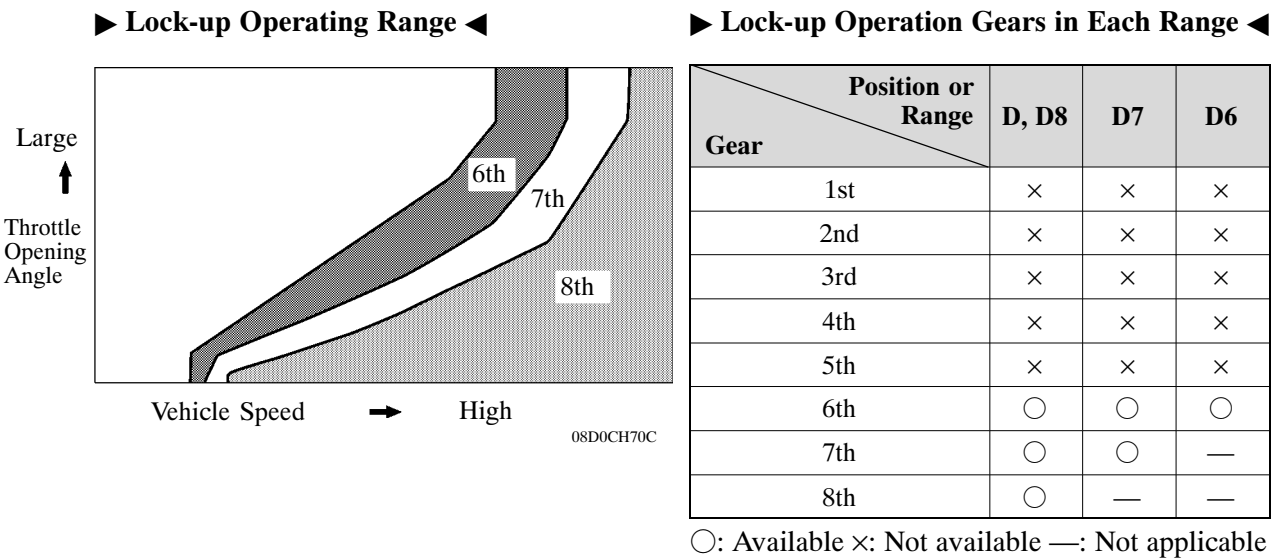 ▶ Lock-up Operating Range ◀
Large
Throttle
Opening
Angle
6th
7th
8th
Vehicle Speed → High
08D0CH70C
▶ Lock-up Operation Gears in Each Range ◀
Position or
Range
Gear
D, D8 D7 D6
1st × × ×
2nd × × ×
3rd × × ×
4th × × ×
5th × × ×
6th ○ ○ ○
7th ○ ○ —
8th ○ — —
○: Available ×: Not available —: Not applicable